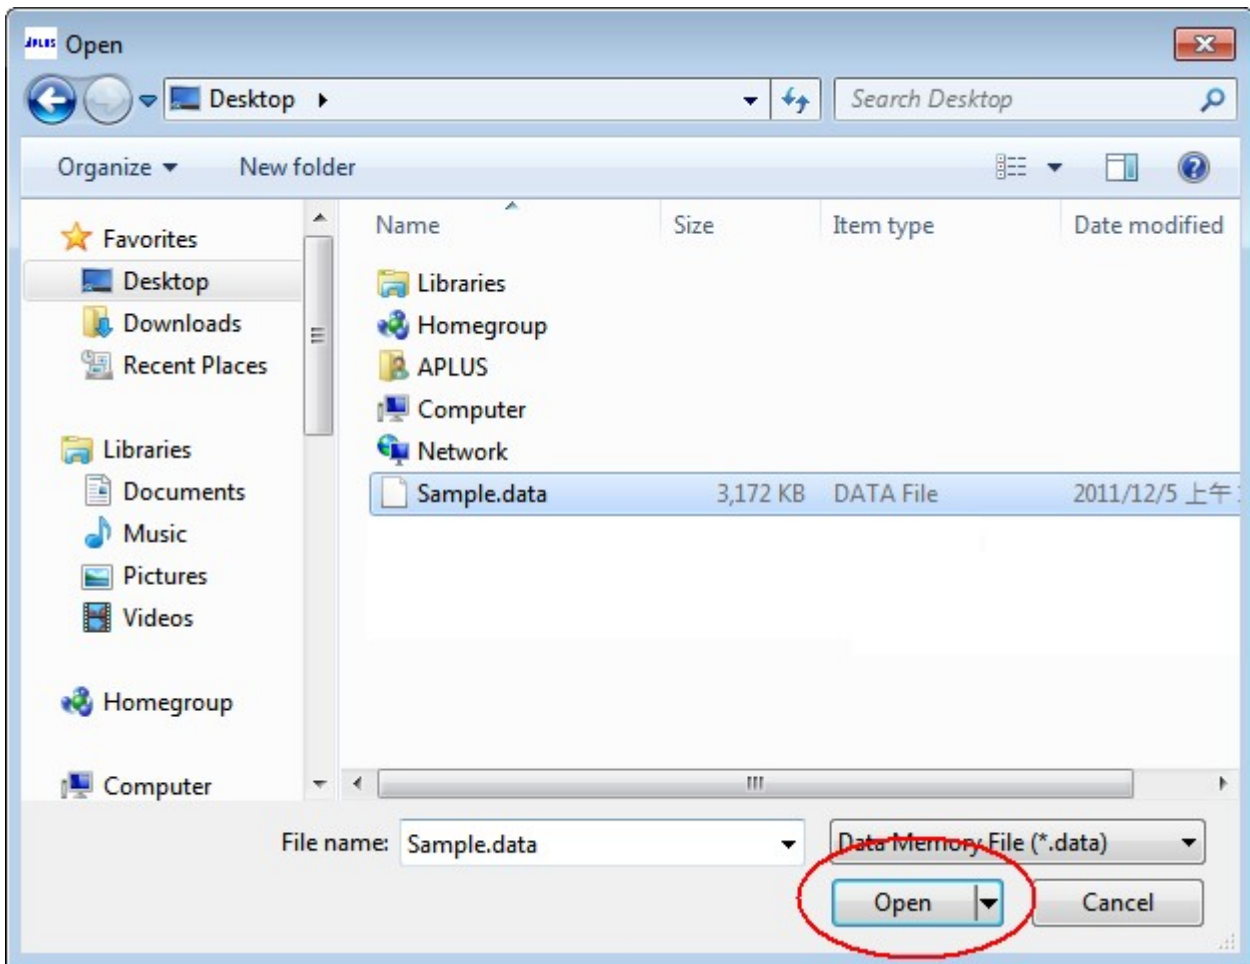 APLUS Open
Desktop
Search Desktop
Organize New folder
Name Size Item type Date modified
Favorites
Desktop
Downloads
Recent Places
Libraries
Documents
Music
Pictures
Videos
Homegroup
Computer
Libraries
Homegroup
APLUS
Computer
Network
Sample.data 3,172 KB DATA File 2011/12/5 上午
File name: Sample.data Data Memory File (*.data)
Open Cancel